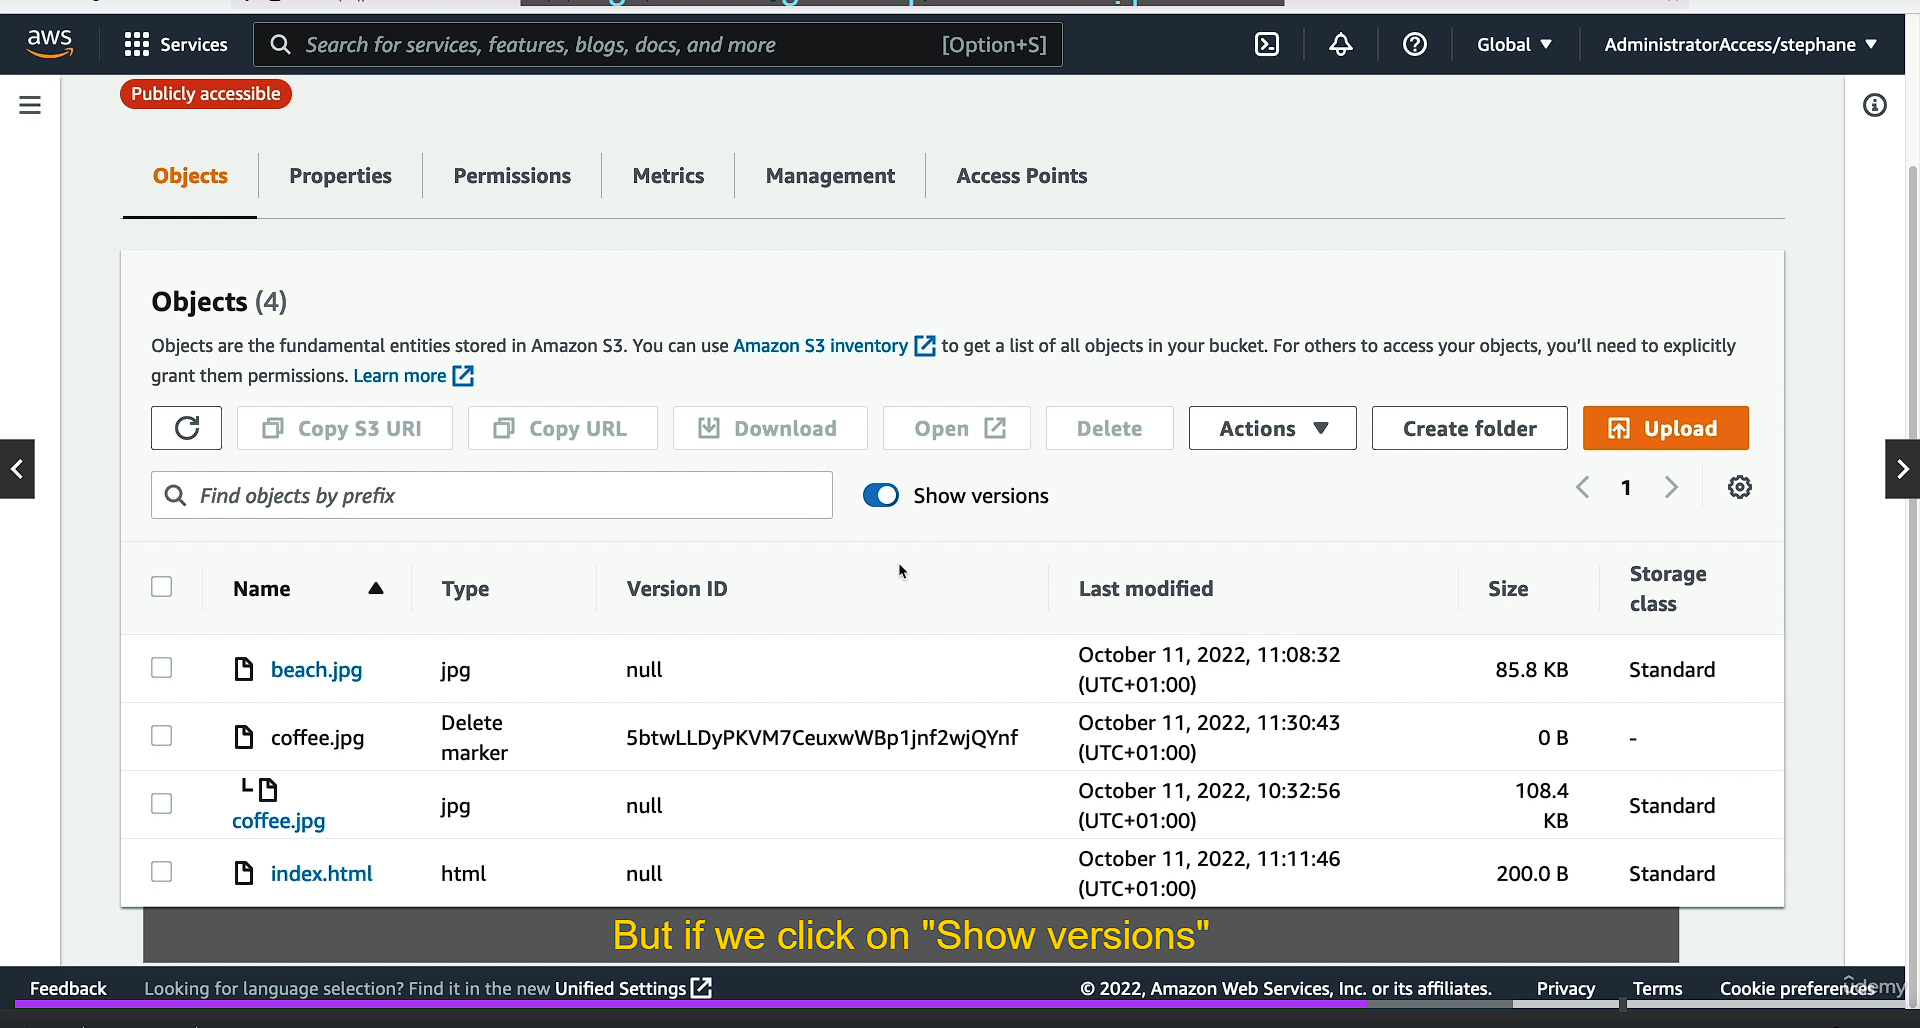 aws
Services
Search for services, features, blogs, docs, and more
[Option+S]
Global
AdministratorAccess/stephane
Publicly accessible
Objects
Properties
Permissions
Metrics
Management
Access Points
Objects (4)
Objects are the fundamental entities stored in Amazon S3. You can use Amazon S3 inventory to get a list of all objects in your bucket. For others to access your objects, you'll need to explicitly
grant them permissions. Learn more
Copy S3 URI
Copy URL
Download
Open
Delete
Actions
Create folder
Upload
Find objects by prefix
Show versions
1
Name
Type
Version ID
Last modified
Size
Storage
class
beach.jpg
jpg
null
October 11, 2022, 11:08:32
(UTC+01:00)
85.8 KB
Standard
coffee.jpg
Delete
marker
5btwLLDyPKVM7CeuxwWBp1jnf2wjQYnf
October 11, 2022, 11:30:43
(UTC+01:00)
0 B
-
coffee.jpg
jpg
null
October 11, 2022, 10:32:56
(UTC+01:00)
108.4
KB
Standard
index.html
html
null
October 11, 2022, 11:11:46
(UTC+01:00)
200.0 B
Standard
But if we click on "Show versions"
Feedback
Looking for language selection? Find it in the new Unified Settings
© 2022, Amazon Web Services, Inc. or its affiliates.
Privacy
Terms
Cookie preferences
ûdemy